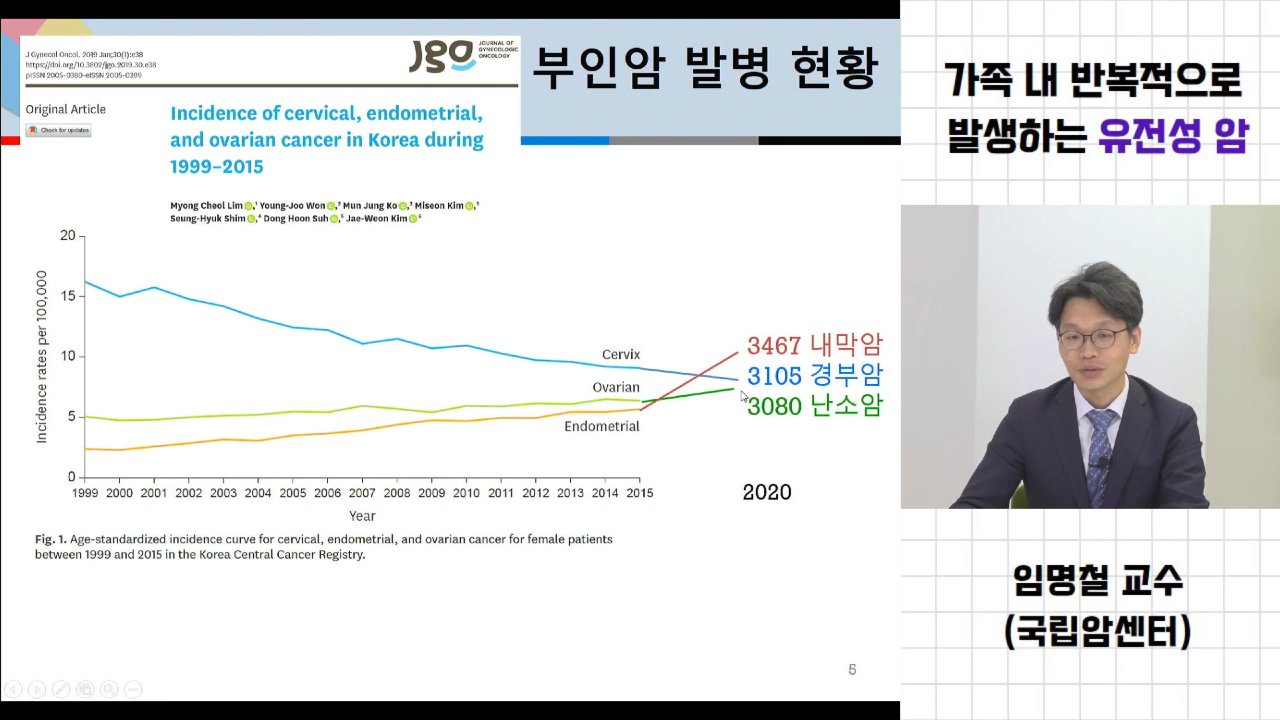 J Gynecol Oncol. 2019 Jan;30(1):e38
https://doi.org/10.3802/jgo.2019.30.e38
pISSN 2005-0380·eISSN 2005-0399
jgo JOURNAL OF
GYNECOLOGIC
ONCOLOGY
부인암 발병 현황
Original Article
Check for updates
Incidence of cervical, endometrial,
and ovarian cancer in Korea during
1999–2015
Myong Cheol Lim, Young-Joo Won, Mun Jung Ko, Miseon Kim,
Seung-Hyuk Shim, Dong Hoon Suh, Jae-Weon Kim
Incidence rates per 100,000
20
15
10
5
0
Cervix
Ovarian
Endometrial
3467 내막암
3105 경부암
3080 난소암
1999 2000 2001 2002 2003 2004 2005 2006 2007 2008 2009 2010 2011 2012 2013 2014 2015
2020
Year
Fig. 1. Age-standardized incidence curve for cervical, endometrial, and ovarian cancer for female patients
between 1999 and 2015 in the Korea Central Cancer Registry.
5
가족 내 반복적으로
발생하는 유전성 암
임명철 교수
(국립암센터)